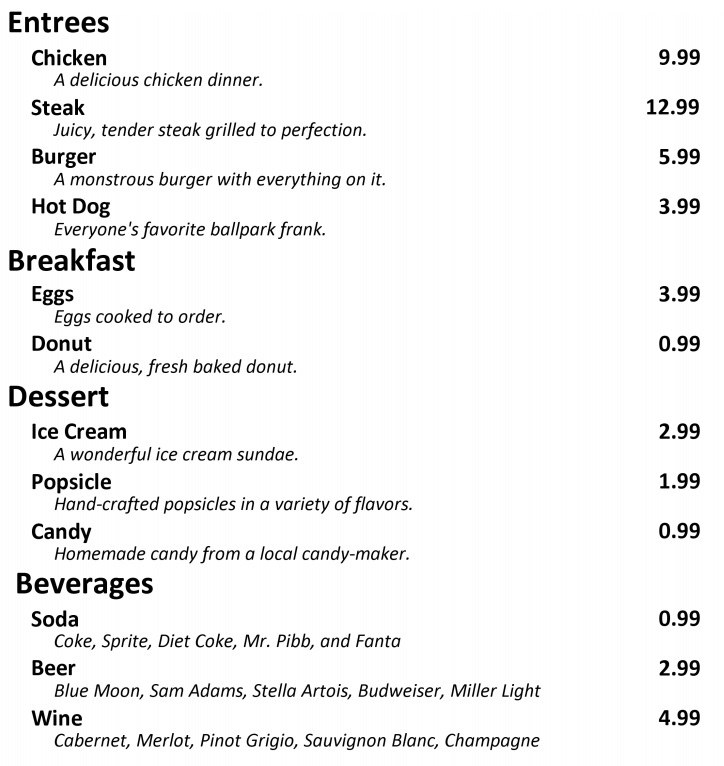 Entrees
Chicken 9.99
A delicious chicken dinner.
Steak 12.99
Juicy, tender steak grilled to perfection.
Burger 5.99
A monstrous burger with everything on it.
Hot Dog 3.99
Everyone's favorite ballpark frank.
Breakfast
Eggs 3.99
Eggs cooked to order.
Donut 0.99
A delicious, fresh baked donut.
Dessert
Ice Cream 2.99
A wonderful ice cream sundae.
Popsicle 1.99
Hand-crafted popsicles in a variety of flavors.
Candy 0.99
Homemade candy from a local candy-maker.
Beverages
Soda 0.99
Coke, Sprite, Diet Coke, Mr. Pibb, and Fanta
Beer 2.99
Blue Moon, Sam Adams, Stella Artois, Budweiser, Miller Light
Wine 4.99
Cabernet, Merlot, Pinot Grigio, Sauvignon Blanc, Champagne